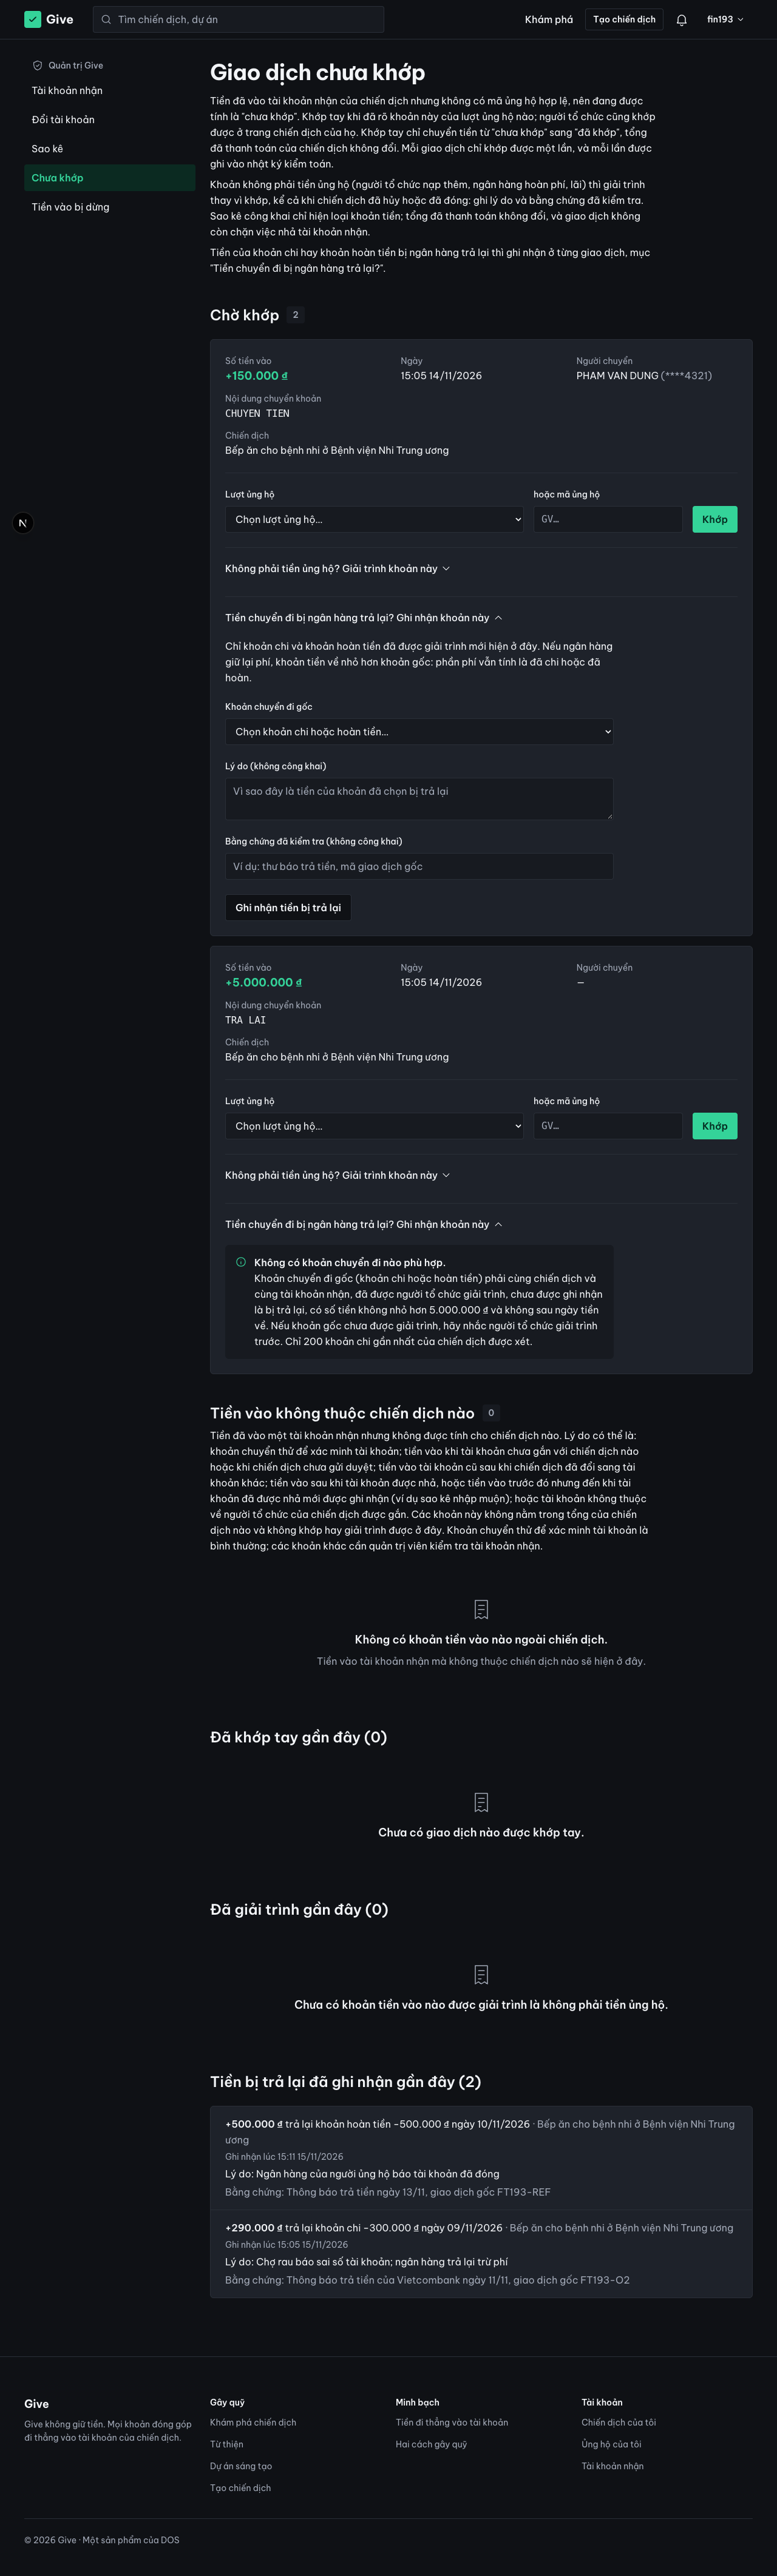 Give
Tìm chiến dịch, dự án
Khám phá
Tạo chiến dịch
fin193
Quản trị Give
Tài khoản nhận
Đổi tài khoản
Sao kê
Chưa khớp
Tiền vào bị dừng
Giao dịch chưa khớp
Tiền đã vào tài khoản nhận của chiến dịch nhưng không có mã ủng hộ hợp lệ, nên đang được
tính là "chưa khớp". Khớp tay khi đã rõ khoản này của lượt ủng hộ nào; người tổ chức cũng khớp
được ở trang chiến dịch của họ. Khớp tay chỉ chuyển tiền từ "chưa khớp" sang "đã khớp", tổng
đã thanh toán của chiến dịch không đổi. Mỗi giao dịch chỉ khớp được một lần, và mỗi lần được
ghi vào nhật ký kiểm toán.
Khoản không phải tiền ủng hộ (người tổ chức nạp thêm, ngân hàng hoàn phí, lãi) thì giải trình
thay vì khớp, kể cả khi chiến dịch đã hủy hoặc đã đóng: ghi lý do và bằng chứng đã kiểm tra.
Sao kê công khai chỉ hiện loại khoản tiền; tổng đã thanh toán không đổi, và giao dịch không
còn chặn việc nhả tài khoản nhận.
Tiền của khoản chi hay khoản hoàn tiền bị ngân hàng trả lại thì ghi nhận ở từng giao dịch, mục
"Tiền chuyển đi bị ngân hàng trả lại?".
Chờ khớp 2
Số tiền vào
+150.000 ₫
Ngày
15:05 14/11/2026
Người chuyển
PHAM VAN DUNG (****4321)
Nội dung chuyển khoản
CHUYEN TIEN
Chiến dịch
Bếp ăn cho bệnh nhi ở Bệnh viện Nhi Trung ương
Lượt ủng hộ
hoặc mã ủng hộ
Chọn lượt ủng hộ…
GV…
Khớp
Không phải tiền ủng hộ? Giải trình khoản này
Tiền chuyển đi bị ngân hàng trả lại? Ghi nhận khoản này
Chỉ khoản chi và khoản hoàn tiền đã được giải trình mới hiện ở đây. Nếu ngân hàng
giữ lại phí, khoản tiền về nhỏ hơn khoản gốc: phần phí vẫn tính là đã chi hoặc đã
hoàn.
Khoản chuyển đi gốc
Chọn khoản chi hoặc hoàn tiền…
Lý do (không công khai)
Vì sao đây là tiền của khoản đã chọn bị trả lại
Bằng chứng đã kiểm tra (không công khai)
Ví dụ: thư báo trả tiền, mã giao dịch gốc
Ghi nhận tiền bị trả lại
Số tiền vào
+5.000.000 ₫
Ngày
15:05 14/11/2026
Người chuyển
—
Nội dung chuyển khoản
TRA LAI
Chiến dịch
Bếp ăn cho bệnh nhi ở Bệnh viện Nhi Trung ương
Lượt ủng hộ
hoặc mã ủng hộ
Chọn lượt ủng hộ…
GV…
Khớp
Không phải tiền ủng hộ? Giải trình khoản này
Tiền chuyển đi bị ngân hàng trả lại? Ghi nhận khoản này
Không có khoản chuyển đi nào phù hợp.
Khoản chuyển đi gốc (khoản chi hoặc hoàn tiền) phải cùng chiến dịch và
cùng tài khoản nhận, đã được người tổ chức giải trình, chưa được ghi nhận
là bị trả lại, có số tiền không nhỏ hơn 5.000.000 ₫ và không sau ngày tiền
về. Nếu khoản gốc chưa được giải trình, hãy nhắc người tổ chức giải trình
trước. Chỉ 200 khoản chi gần nhất của chiến dịch được xét.
Tiền vào không thuộc chiến dịch nào 0
Tiền đã vào một tài khoản nhận nhưng không được tính cho chiến dịch nào. Lý do có thể là:
khoản chuyển thử để xác minh tài khoản; tiền vào khi tài khoản chưa gắn với chiến dịch nào
hoặc khi chiến dịch chưa gửi duyệt; tiền vào tài khoản cũ sau khi chiến dịch đã đổi sang tài
khoản khác; tiền vào sau khi tài khoản được nhả, hoặc tiền vào trước đó nhưng đến khi tài
khoản đã được nhả mới được ghi nhận (ví dụ sao kê nhập muộn); hoặc tài khoản không thuộc
về người tổ chức của chiến dịch được gắn. Các khoản này không nằm trong tổng của chiến
dịch nào và không khớp hay giải trình được ở đây. Khoản chuyển thử để xác minh tài khoản là
bình thường; các khoản khác cần quản trị viên kiểm tra tài khoản nhận.
Không có khoản tiền vào nào ngoài chiến dịch.
Tiền vào tài khoản nhận mà không thuộc chiến dịch nào sẽ hiện ở đây.
Đã khớp tay gần đây (0)
Chưa có giao dịch nào được khớp tay.
Đã giải trình gần đây (0)
Chưa có khoản tiền vào nào được giải trình là không phải tiền ủng hộ.
Tiền bị trả lại đã ghi nhận gần đây (2)
+500.000 ₫ trả lại khoản hoàn tiền −500.000 ₫ ngày 10/11/2026 · Bếp ăn cho bệnh nhi ở Bệnh viện Nhi Trung
ương
Ghi nhận lúc 15:11 15/11/2026
Lý do: Ngân hàng của người ủng hộ báo tài khoản đã đóng
Bằng chứng: Thông báo trả tiền ngày 13/11, giao dịch gốc FT193-REF
+290.000 ₫ trả lại khoản chi −300.000 ₫ ngày 09/11/2026 · Bếp ăn cho bệnh nhi ở Bệnh viện Nhi Trung ương
Ghi nhận lúc 15:05 15/11/2026
Lý do: Chợ rau báo sai số tài khoản; ngân hàng trả lại trừ phí
Bằng chứng: Thông báo trả tiền của Vietcombank ngày 11/11, giao dịch gốc FT193-O2
Give
Give không giữ tiền. Mọi khoản đóng góp
đi thẳng vào tài khoản của chiến dịch.
Gây quỹ
Khám phá chiến dịch
Từ thiện
Dự án sáng tạo
Tạo chiến dịch
Minh bạch
Tiền đi thẳng vào tài khoản
Hai cách gây quỹ
Tài khoản
Chiến dịch của tôi
Ủng hộ của tôi
Tài khoản nhận
© 2026 Give · Một sản phẩm của DOS